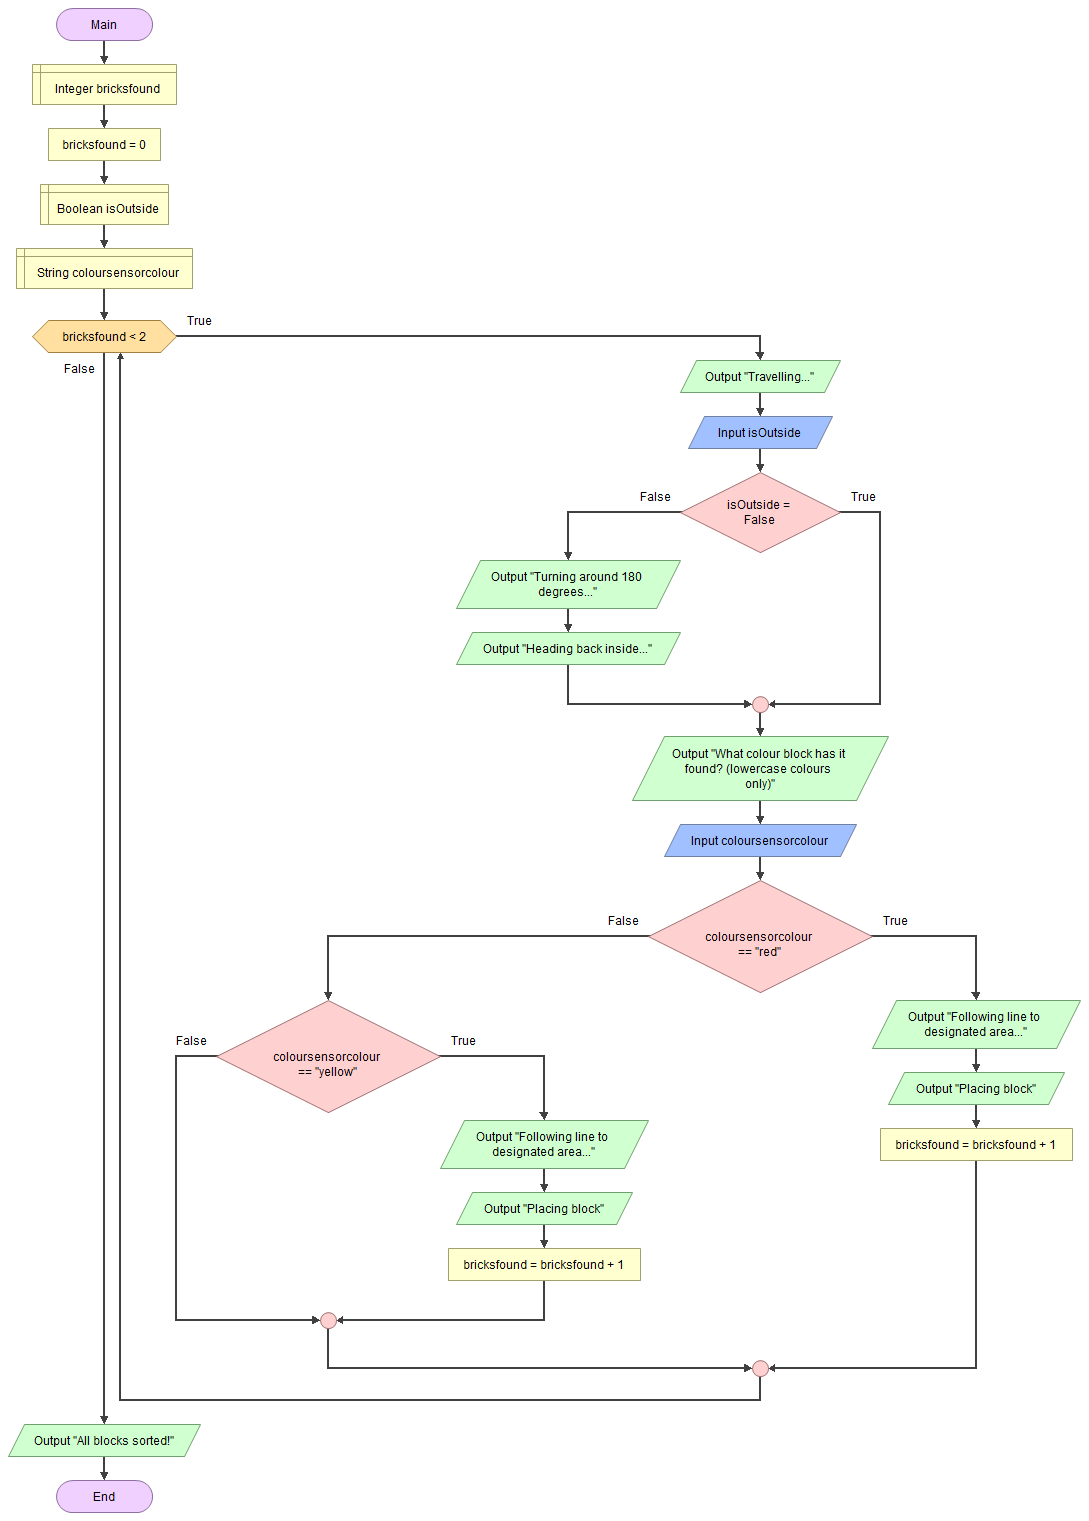 Main
Integer bricksfound
bricksfound = 0
Boolean isOutside
String coloursensorcolour
bricksfound < 2
True
False
Output "Travelling..."
Input isOutside
isOutside =
False
False
True
Output "Turning around 180
degrees..."
Output "Heading back inside..."
Output "What colour block has it
found? (lowercase colours
only)"
Input coloursensorcolour
coloursensorcolour
== "red"
False
True
coloursensorcolour
== "yellow"
False
True
Output "Following line to
designated area..."
Output "Placing block"
bricksfound = bricksfound + 1
Output "Following line to
designated area..."
Output "Placing block"
bricksfound = bricksfound + 1
Output "All blocks sorted!"
End